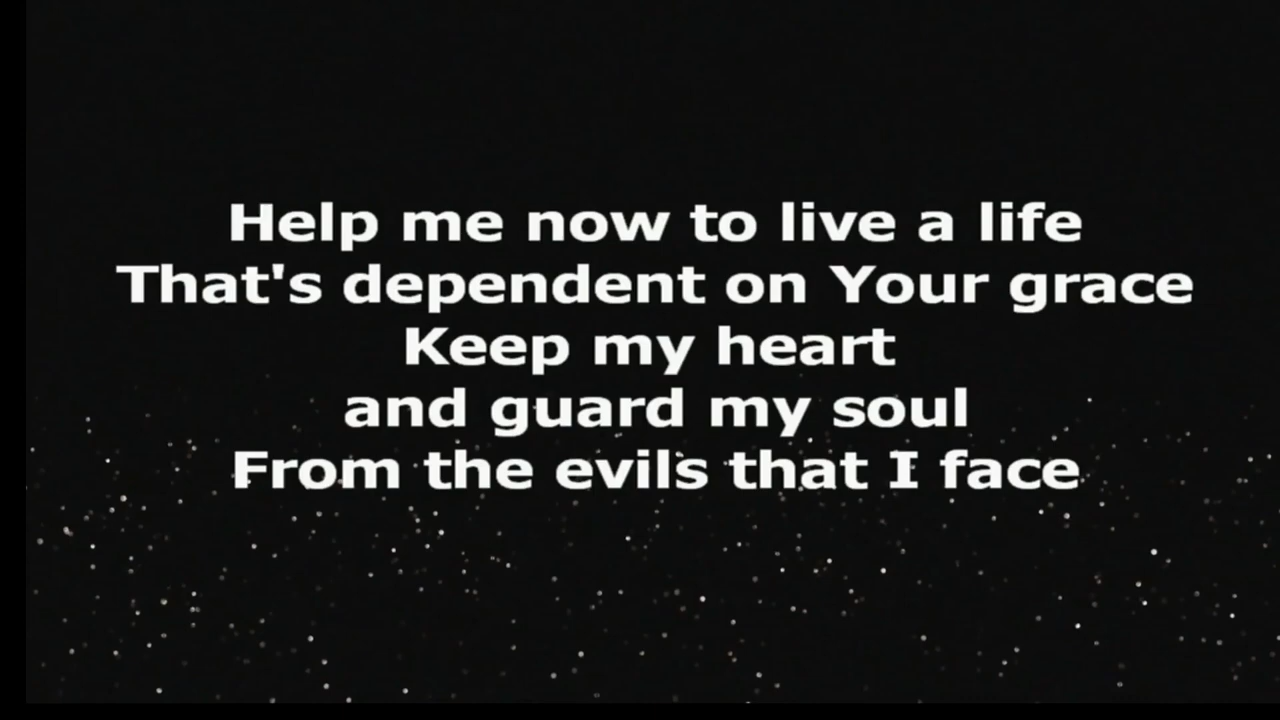 Help me now to live a life
That's dependent on Your grace
Keep my heart
and guard my soul
From the evils that I face